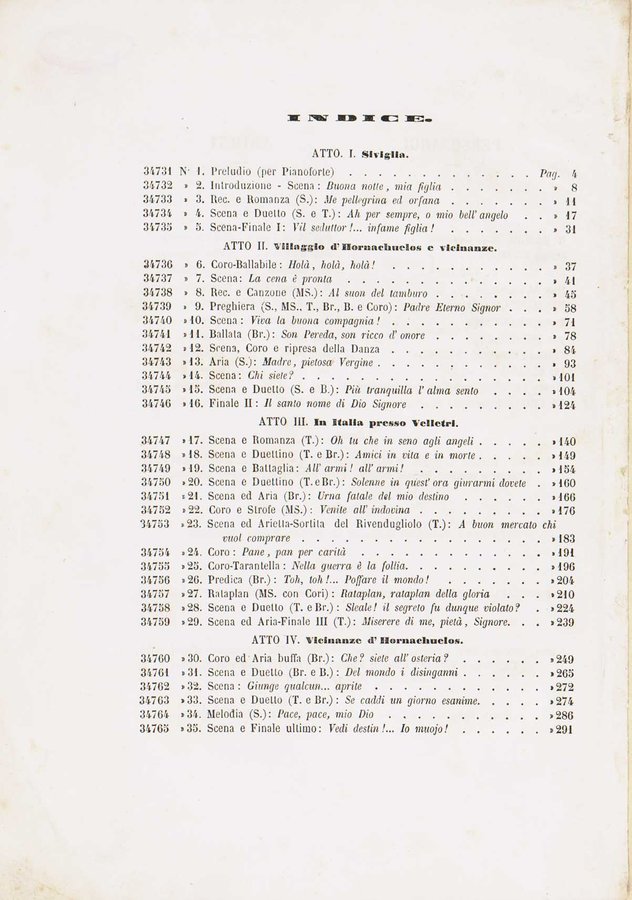 INDICE.
ATTO. I. Siviglia.
34731 N° 1. Preludio (per Pianoforte) . . . . . . . . . . . . . Pag. 4
34732 » 2. Introduzione - Scena: Buona notte, mia figlia . . . . . . . » 8
34733 » 3. Rec. e Romanza (S.): Me pellegrina ed orfana . . . . . . . » 11
34734 » 4. Scena e Duetto (S. e T.): Ah per sempre, o mio bell' angelo . . » 17
34735 » 5. Scena-Finale I: Vil seduttor!... infame figlia! . . . . . . . » 31
ATTO II. Villaggio d'Hornachuelos e vicinanze.
34736 » 6. Coro-Ballabile: Holà, holà, holà! . . . . . . . . . . . » 37
34737 » 7. Scena: La cena è pronta . . . . . . . . . . . . . » 41
34738 » 8. Rec. e Canzone (MS.): Al suon del tamburo . . . . . . . . » 45
34739 » 9. Preghiera (S., MS., T., Br., B. e Coro): Padre Eterno Signor . . . » 58
34740 » 10. Scena: Viva la buona compagnia! . . . . . . . . . . . » 71
34741 » 11. Ballata (Br.): Son Pereda, son ricco d' onore . . . . . . . . » 78
34742 » 12. Scena, Coro e ripresa della Danza . . . . . . . . . . . » 84
34743 » 13. Aria (S.): Madre, pietosa Vergine . . . . . . . . . . . » 93
34744 » 14. Scena: Chi siete? . . . . . . . . . . . . . . . . » 101
34745 » 15. Scena e Duetto (S. e B.): Più tranquilla l' alma sento . . . . » 104
34746 » 16. Finale II: Il santo nome di Dio Signore . . . . . . . . . » 124
ATTO III. In Italia presso Velletri.
34747 » 17. Scena e Romanza (T.): Oh tu che in seno agli angeli . . . . . » 140
34748 » 18. Scena e Duettino (T. e Br.): Amici in vita e in morte . . . . . » 149
34749 » 19. Scena e Battaglia: All' armi! all' armi! . . . . . . . . . » 154
34750 » 20. Scena e Duettino (T. e Br.): Solenne in quest' ora giurarmi dovete . » 160
34751 » 21. Scena ed Aria (Br.): Urna fatale del mio destino . . . . . . » 166
34752 » 22. Coro e Strofe (MS.): Venite all' indovina . . . . . . . . . » 176
34753 » 23. Scena ed Arietta-Sortita del Rivendugliolo (T.): A buon mercato chi
vuol comprare . . . . . . . . . . . . . . . . » 183
34754 » 24. Coro: Pane, pan per carità . . . . . . . . . . . . » 191
34755 » 25. Coro-Tarantella: Nella guerra è la follia. . . . . . . . . . » 196
34756 » 26. Predica (Br.): Toh, toh!... Poffare il mondo! . . . . . . . » 204
34757 » 27. Rataplan (MS. con Cori): Rataplan, rataplan della gloria . . . . » 210
34758 » 28. Scena e Duetto (T. e Br.): Sleale! il segreto fu dunque violato? . . » 224
34759 » 29. Scena ed Aria-Finale III (T.): Miserere di me, pietà, Signore. . . » 239
ATTO IV. Vicinanze d'Hornachuelos.
34760 » 30. Coro ed Aria buffa (Br.): Che? siete all' osteria? . . . . . . » 249
34761 » 31. Scena e Duetto (Br. e B.): Del mondo i disinganni . . . . . . » 265
34762 » 32. Scena: Giunge qualcun... aprite . . . . . . . . . . . » 272
34763 » 33. Scena e Duetto (T. e Br.): Se caddi un giorno esanime. . . . . » 274
34764 » 34. Melodia (S.): Pace, pace, mio Dio . . . . . . . . . . . » 286
34765 » 35. Scena e Finale ultimo: Vedi destin!... Io muojo! . . . . . . » 291